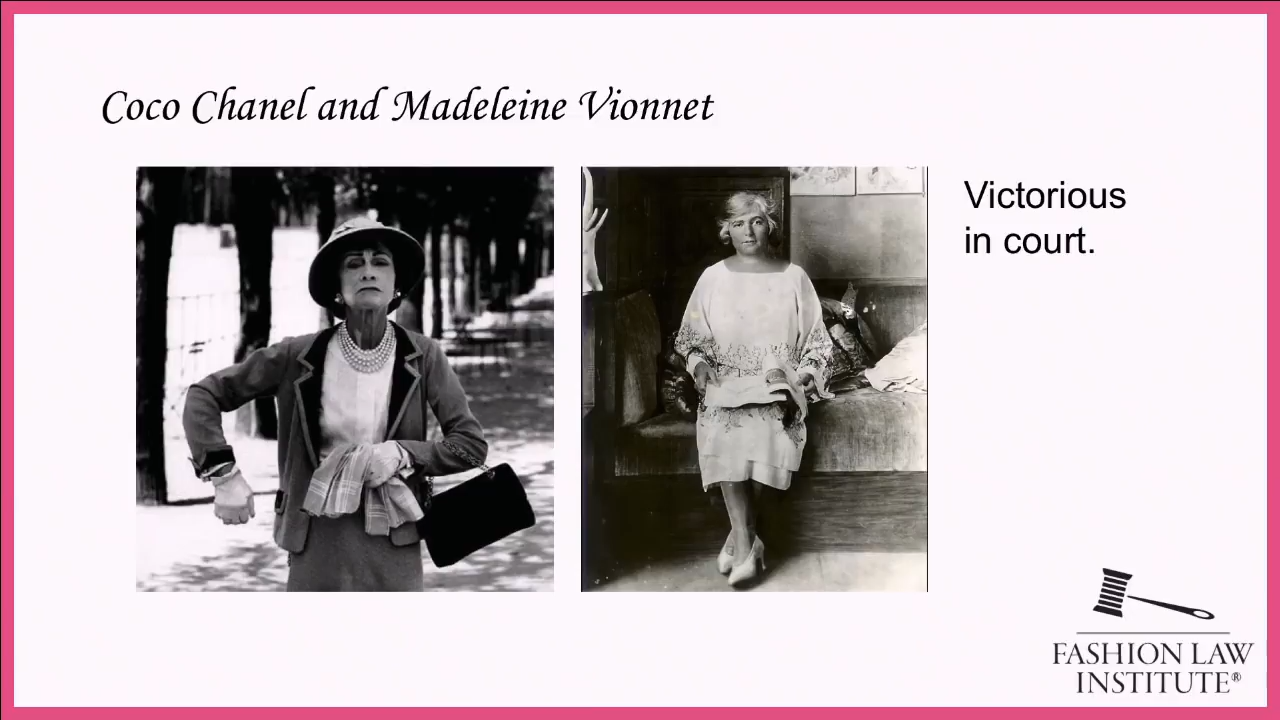 Coco Chanel and Madeleine Vionnet
Victorious
in court.
FASHION LAW
INSTITUTE®